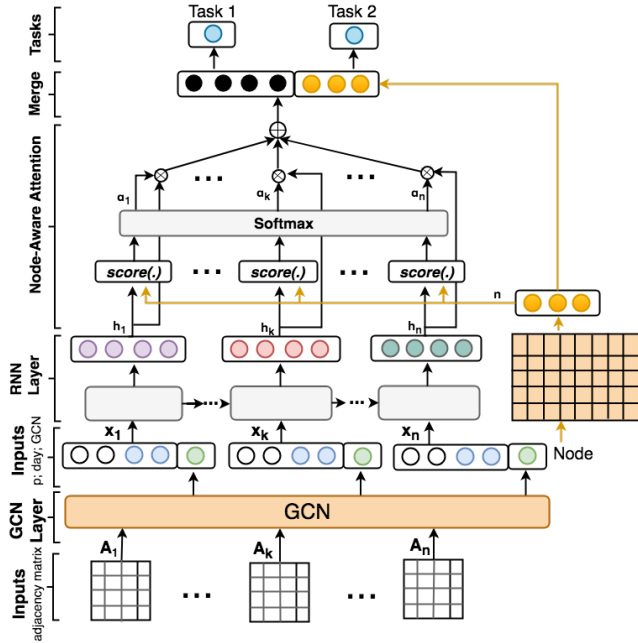 Task 1
Task 2
Tasks
Merge
Node-Aware Attention
α1
αk
αn
Softmax
score(.)
score(.)
score(.)
n
h1
hk
hn
RNN
Layer
x1
xk
xn
Inputs
p; day; GCN
Node
GCN
Layer
GCN
A1
Ak
An
Inputs
adjacency matrix